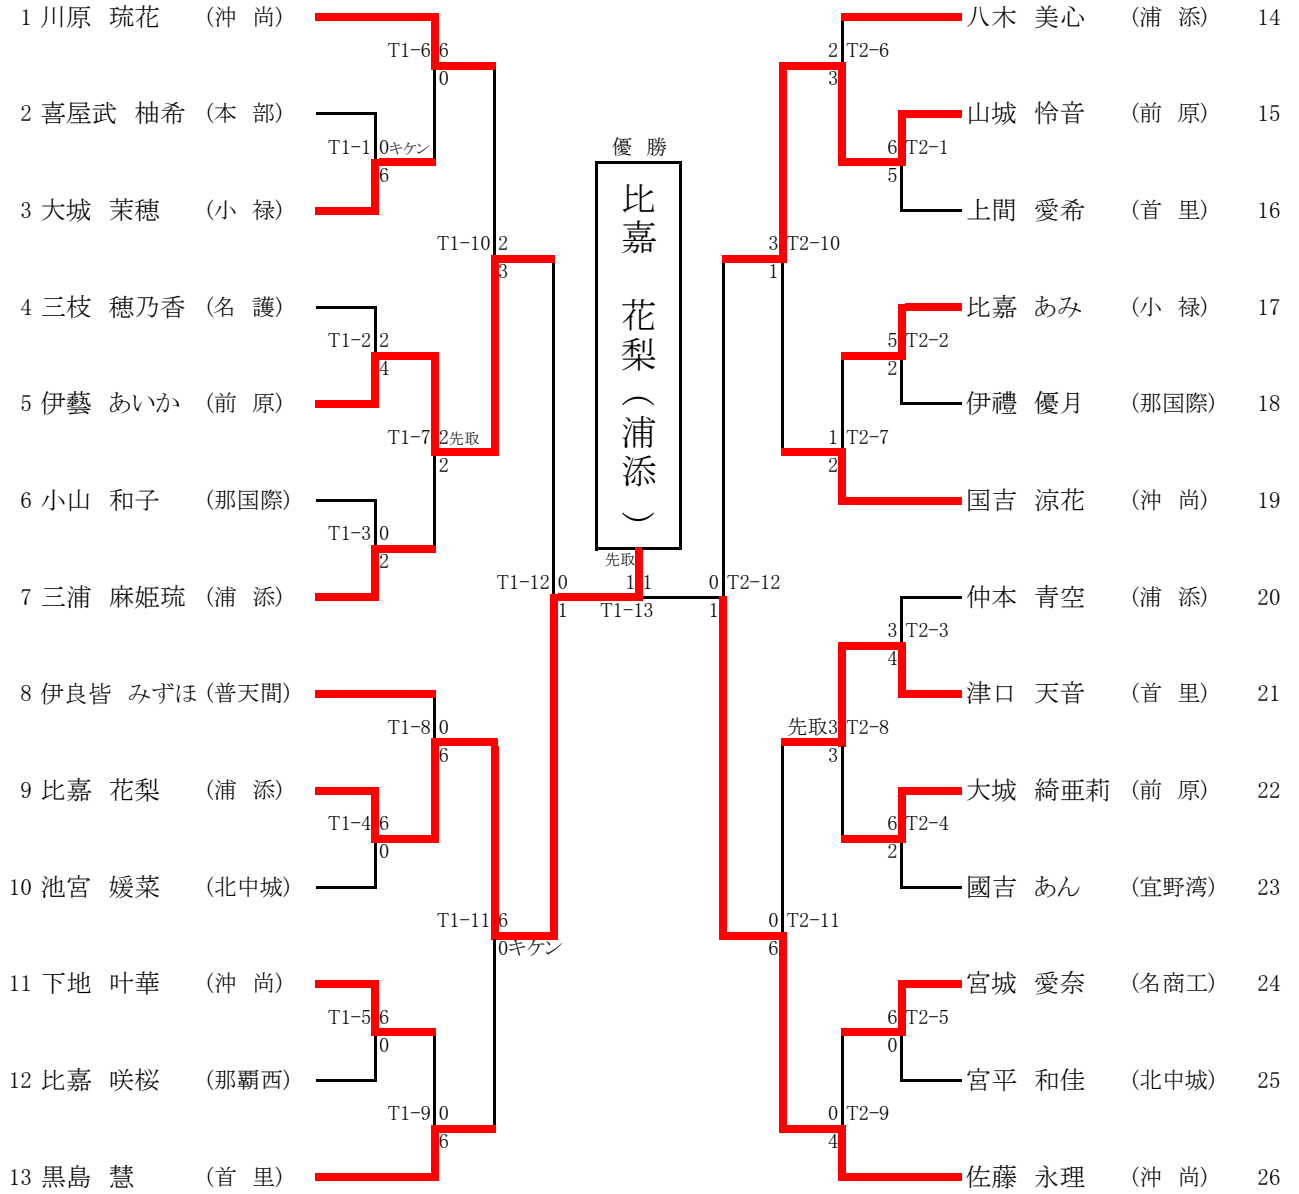 1 川原 琉花 (沖 尚)
T1-6 6
0
2 喜屋武 柚希 (本 部)
T1-1 0キケン
6
3 大城 茉穂 (小 禄)
T1-10 2
3
4 三枝 穂乃香 (名 護)
T1-2 2
4
5 伊藝 あいか (前 原)
T1-7 2先取
2
6 小山 和子 (那国際)
T1-3 0
2
7 三浦 麻姫琉 (浦 添)
T1-12 0
1
8 伊良皆 みずほ (普天間)
T1-8 0
6
9 比嘉 花梨 (浦 添)
T1-4 6
0
10 池宮 媛菜 (北中城)
T1-11 6
0キケン
11 下地 叶華 (沖 尚)
T1-5 6
0
12 比嘉 咲桜 (那覇西)
T1-9 0
6
13 黒島 慧 (首 里)
優 勝
比嘉 花梨(浦添)
先取
1 1
T1-13
八木 美心 (浦 添) 14
2 T2-6
3
山城 怜音 (前 原) 15
6 T2-1
5
上間 愛希 (首 里) 16
3 T2-10
1
比嘉 あみ (小 禄) 17
5 T2-2
2
伊禮 優月 (那国際) 18
1 T2-7
2
国吉 涼花 (沖 尚) 19
0 T2-12
1
仲本 青空 (浦 添) 20
3 T2-3
4
津口 天音 (首 里) 21
先取3 T2-8
3
大城 綺亜莉 (前 原) 22
6 T2-4
2
國吉 あん (宜野湾) 23
0 T2-11
6
宮城 愛奈 (名商工) 24
6 T2-5
0
宮平 和佳 (北中城) 25
0 T2-9
4
佐藤 永理 (沖 尚) 26